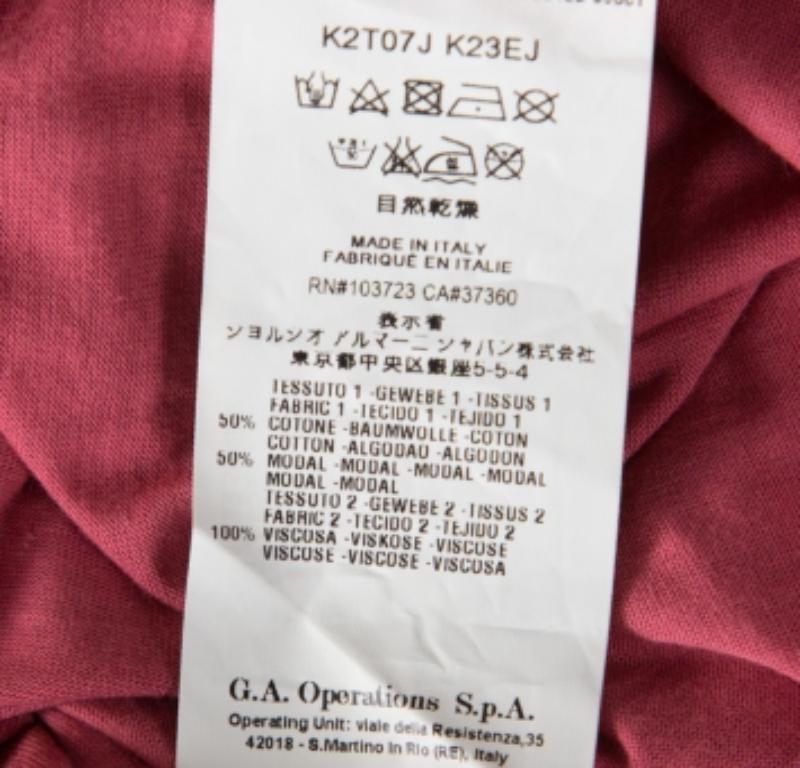 K2T07J K23EJ
目然乾燥
MADE IN ITALY
FABRIQUÉ EN ITALIE
RN#103723 CA#37360
表示者
ンヨルンオ アルマーニ ジャパン株式会社
東京都中央区銀座5-5-4
TESSUTO 1 -GEWEBE 1 -TISSUS 1
FABRIC 1 -TECIDO 1 -TEJIDO 1
50% COTONE -BAUMWOLLE -COTON
COTTON -ALGODAO -ALGODON
50% MODAL -MODAL -MODAL -MODAL
MODAL -MODAL
TESSUTO 2 -GEWEBE 2 -TISSUS 2
FABRIC 2 -TECIDO 2 -TEJIDO 2
100% VISCOSA -VISKOSE -VISCOSE
VISCOSE -VISCOSE -VISCOSA
G.A. Operations S.p.A.
Operating Unit: viale della Resistenza,35
42018 - S.Martino in Rio (RE), Italy